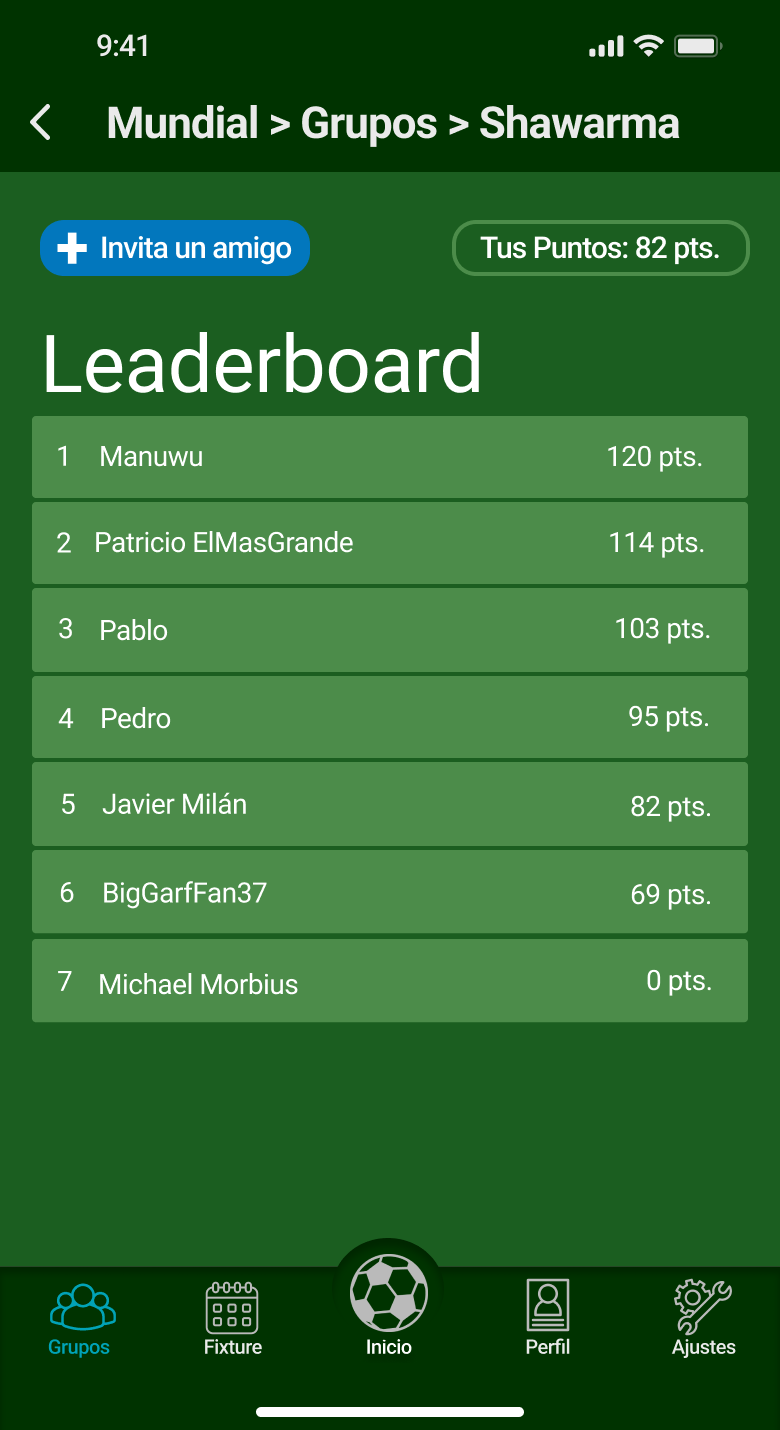 9:41
Mundial > Grupos > Shawarma
Invita un amigo
Tus Puntos: 82 pts.
Leaderboard
1 Manuwu 120 pts.
2 Patricio ElMasGrande 114 pts.
3 Pablo 103 pts.
4 Pedro 95 pts.
5 Javier Milán 82 pts.
6 BigGarfFan37 69 pts.
7 Michael Morbius 0 pts.
Grupos Fixture Inicio Perfil Ajustes